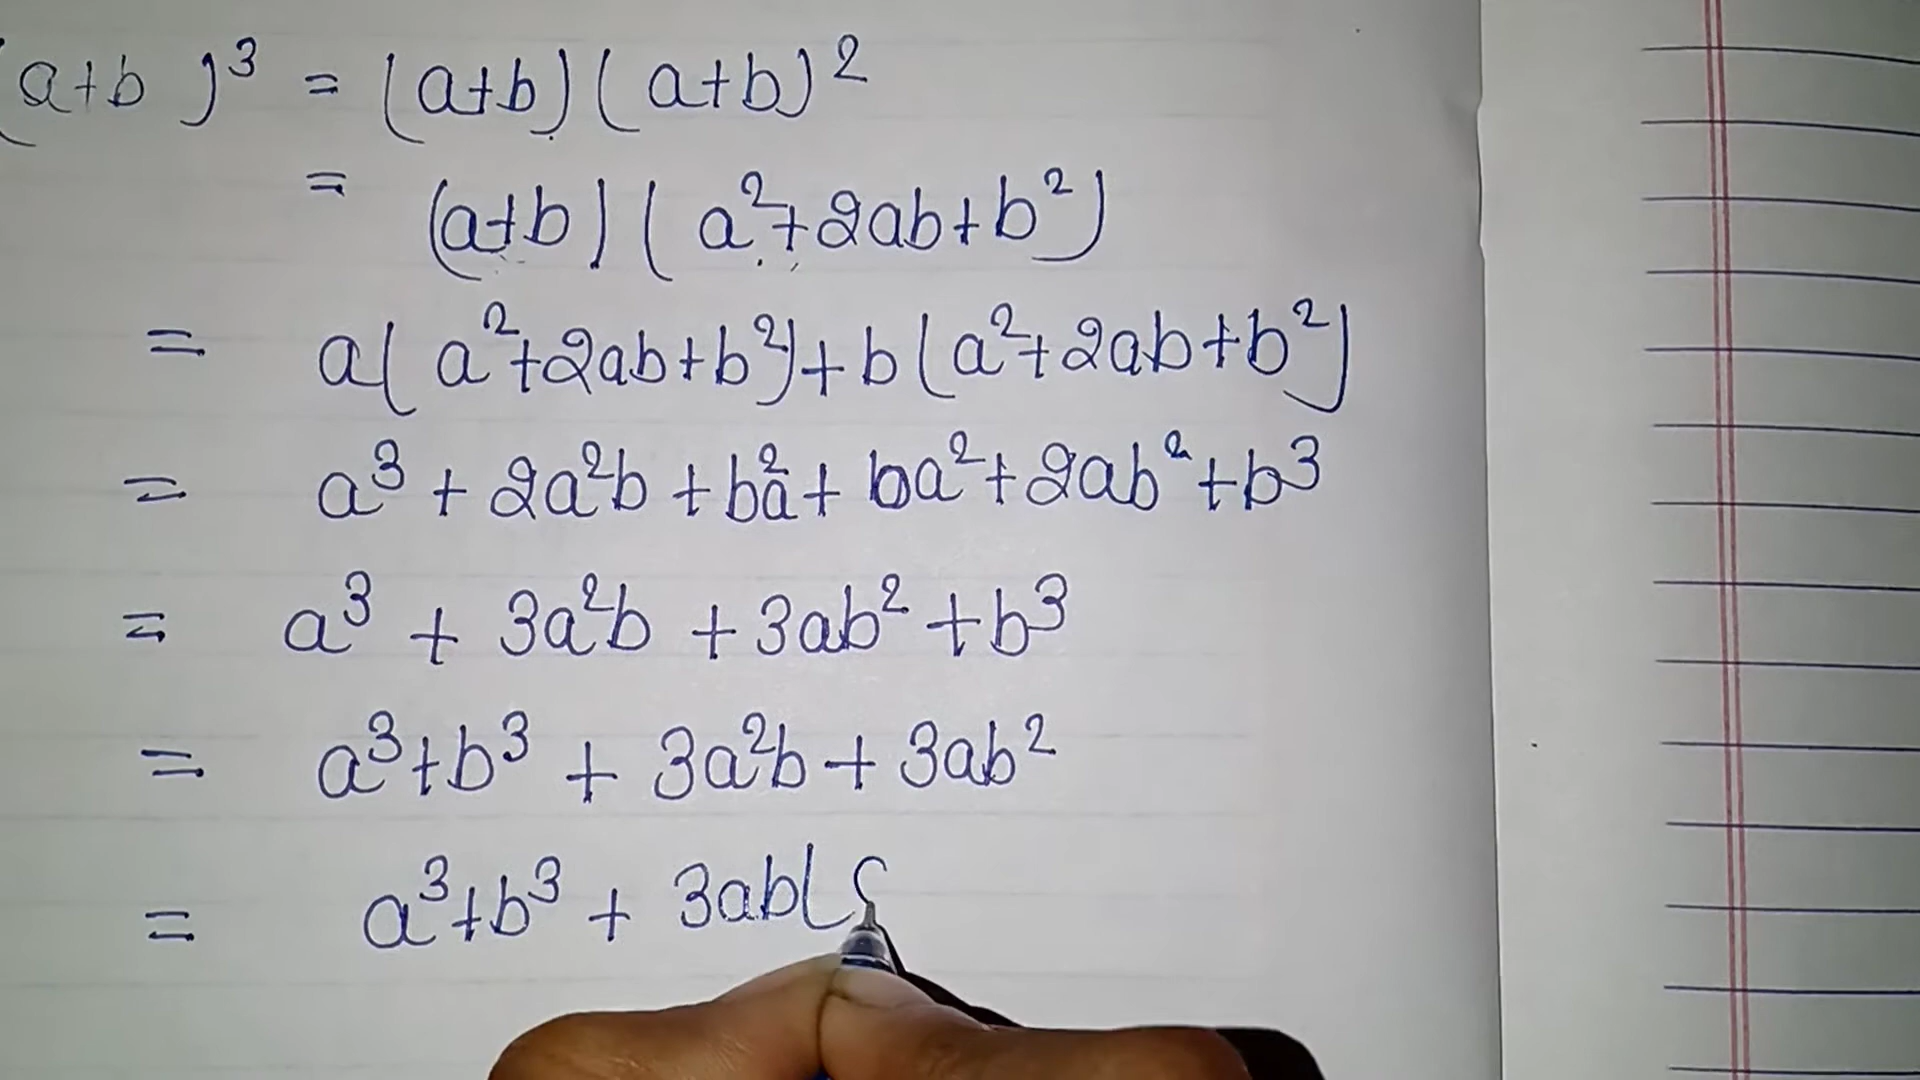 (a+b)³ = (a+b)(a+b)²
= (a+b)(a²+2ab+b²)
= a(a²+2ab+b²)+b(a²+2ab+b²)
= a³+2a²b+b²a+ba²+2ab²+b³
= a³+3a²b+3ab²+b³
= a³+b³+3a²b+3ab²
= a³+b³+3ab(